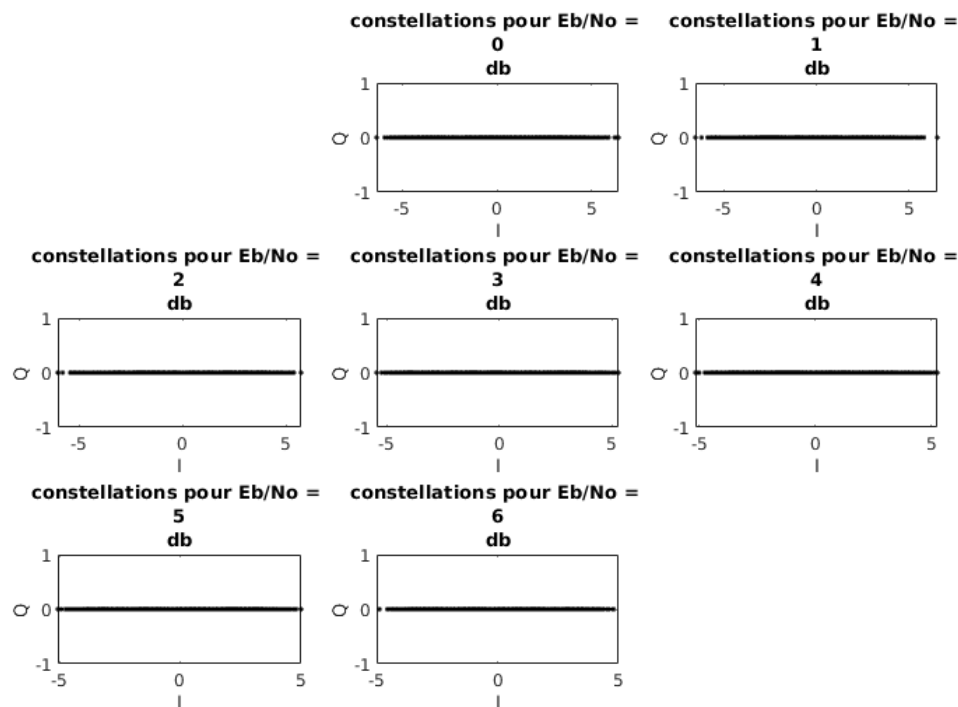 constellations pour Eb/No =
0
db
1
Q 0
-1
-5 0 5
I
constellations pour Eb/No =
1
db
1
Q 0
-1
-5 0 5
I
constellations pour Eb/No =
2
db
1
Q 0
-1
-5 0 5
I
constellations pour Eb/No =
3
db
1
Q 0
-1
-5 0 5
I
constellations pour Eb/No =
4
db
1
Q 0
-1
-5 0 5
I
constellations pour Eb/No =
5
db
1
Q 0
-1
-5 0 5
I
constellations pour Eb/No =
6
db
1
Q 0
-1
-5 0 5
I